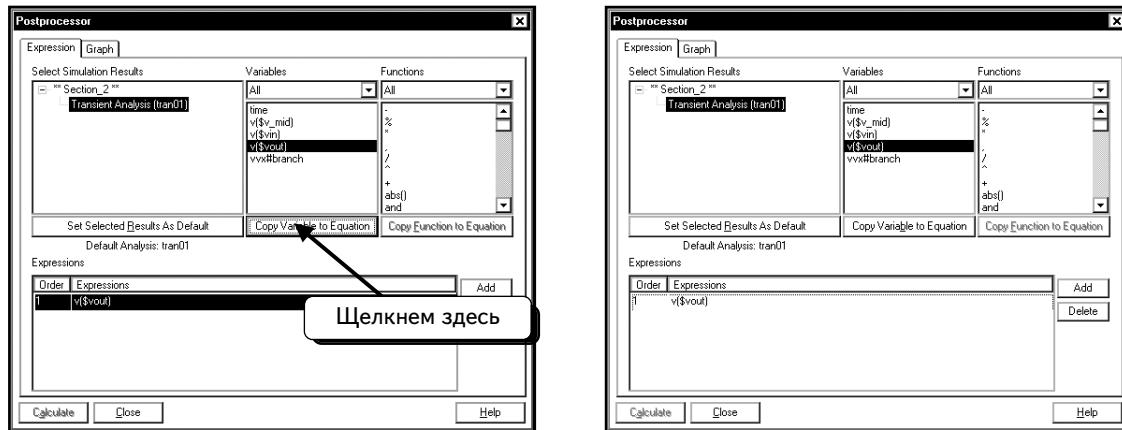 Postprocessor
Expression Graph
Select Simulation Results Variables Functions
** Section_2 **
Transient Analysis (tran01)
All
time
v($v_mid)
v($vin)
v($vout)
vvx#branch
All
-
%
*
,
/
^
+
abs()
and
Set Selected Results As Default Copy Variable to Equation Copy Function to Equation
Default Analysis: tran01
Expressions
Order Expressions
1 v($vout)
Add
Щелкнем здесь
Calculate Close Help
Postprocessor
Expression Graph
Select Simulation Results Variables Functions
** Section_2 **
Transient Analysis (tran01)
All
time
v($v_mid)
v($vin)
v($vout)
vvx#branch
All
-
%
*
,
/
^
+
abs()
and
Set Selected Results As Default Copy Variable to Equation Copy Function to Equation
Default Analysis: tran01
Expressions
Order Expressions
1 v($vout)
Add
Delete
Calculate Close Help